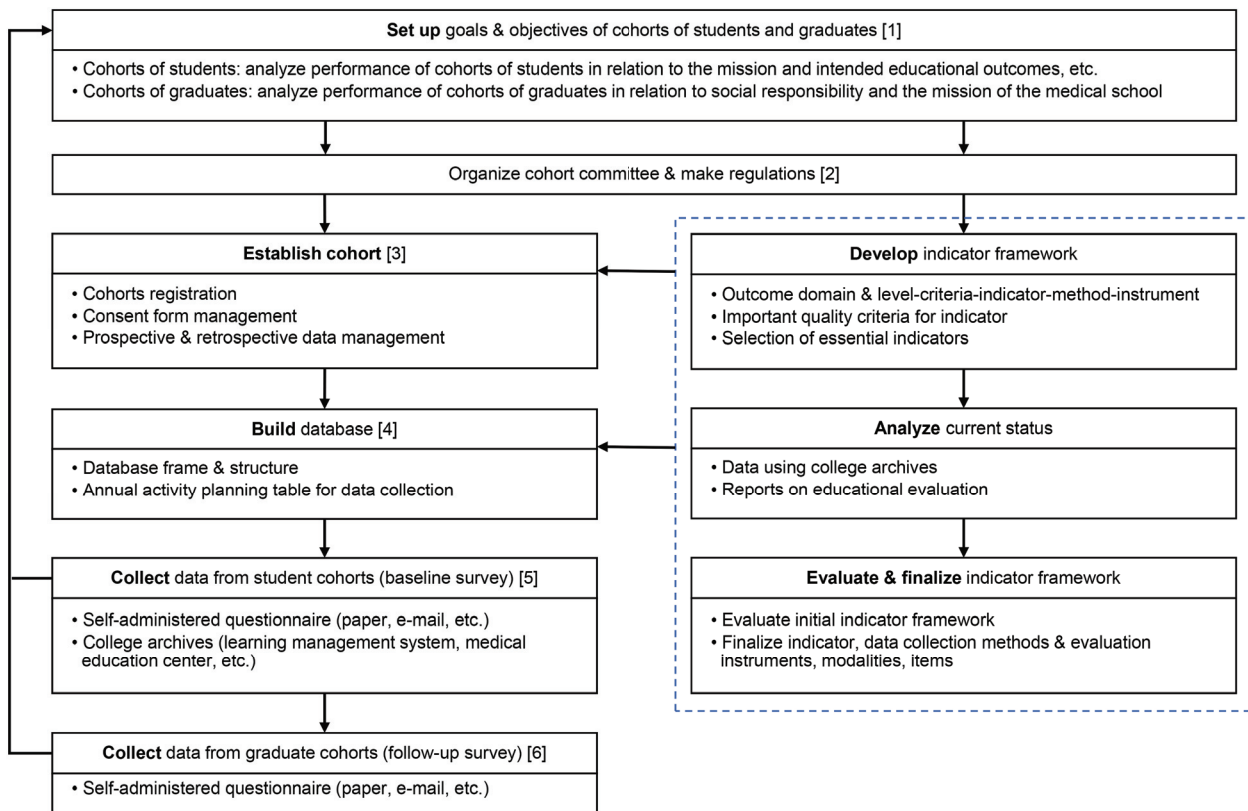 Set up goals & objectives of cohorts of students and graduates [1]
• Cohorts of students: analyze performance of cohorts of students in relation to the mission and intended educational outcomes, etc.
• Cohorts of graduates: analyze performance of cohorts of graduates in relation to social responsibility and the mission of the medical school
Organize cohort committee & make regulations [2]
Establish cohort [3]
• Cohorts registration
• Consent form management
• Prospective & retrospective data management
Develop indicator framework
• Outcome domain & level-criteria-indicator-method-instrument
• Important quality criteria for indicator
• Selection of essential indicators
Build database [4]
• Database frame & structure
• Annual activity planning table for data collection
Analyze current status
• Data using college archives
• Reports on educational evaluation
Collect data from student cohorts (baseline survey) [5]
• Self-administered questionnaire (paper, e-mail, etc.)
• College archives (learning management system, medical
education center, etc.)
Evaluate & finalize indicator framework
• Evaluate initial indicator framework
• Finalize indicator, data collection methods & evaluation
instruments, modalities, items
Collect data from graduate cohorts (follow-up survey) [6]
• Self-administered questionnaire (paper, e-mail, etc.)